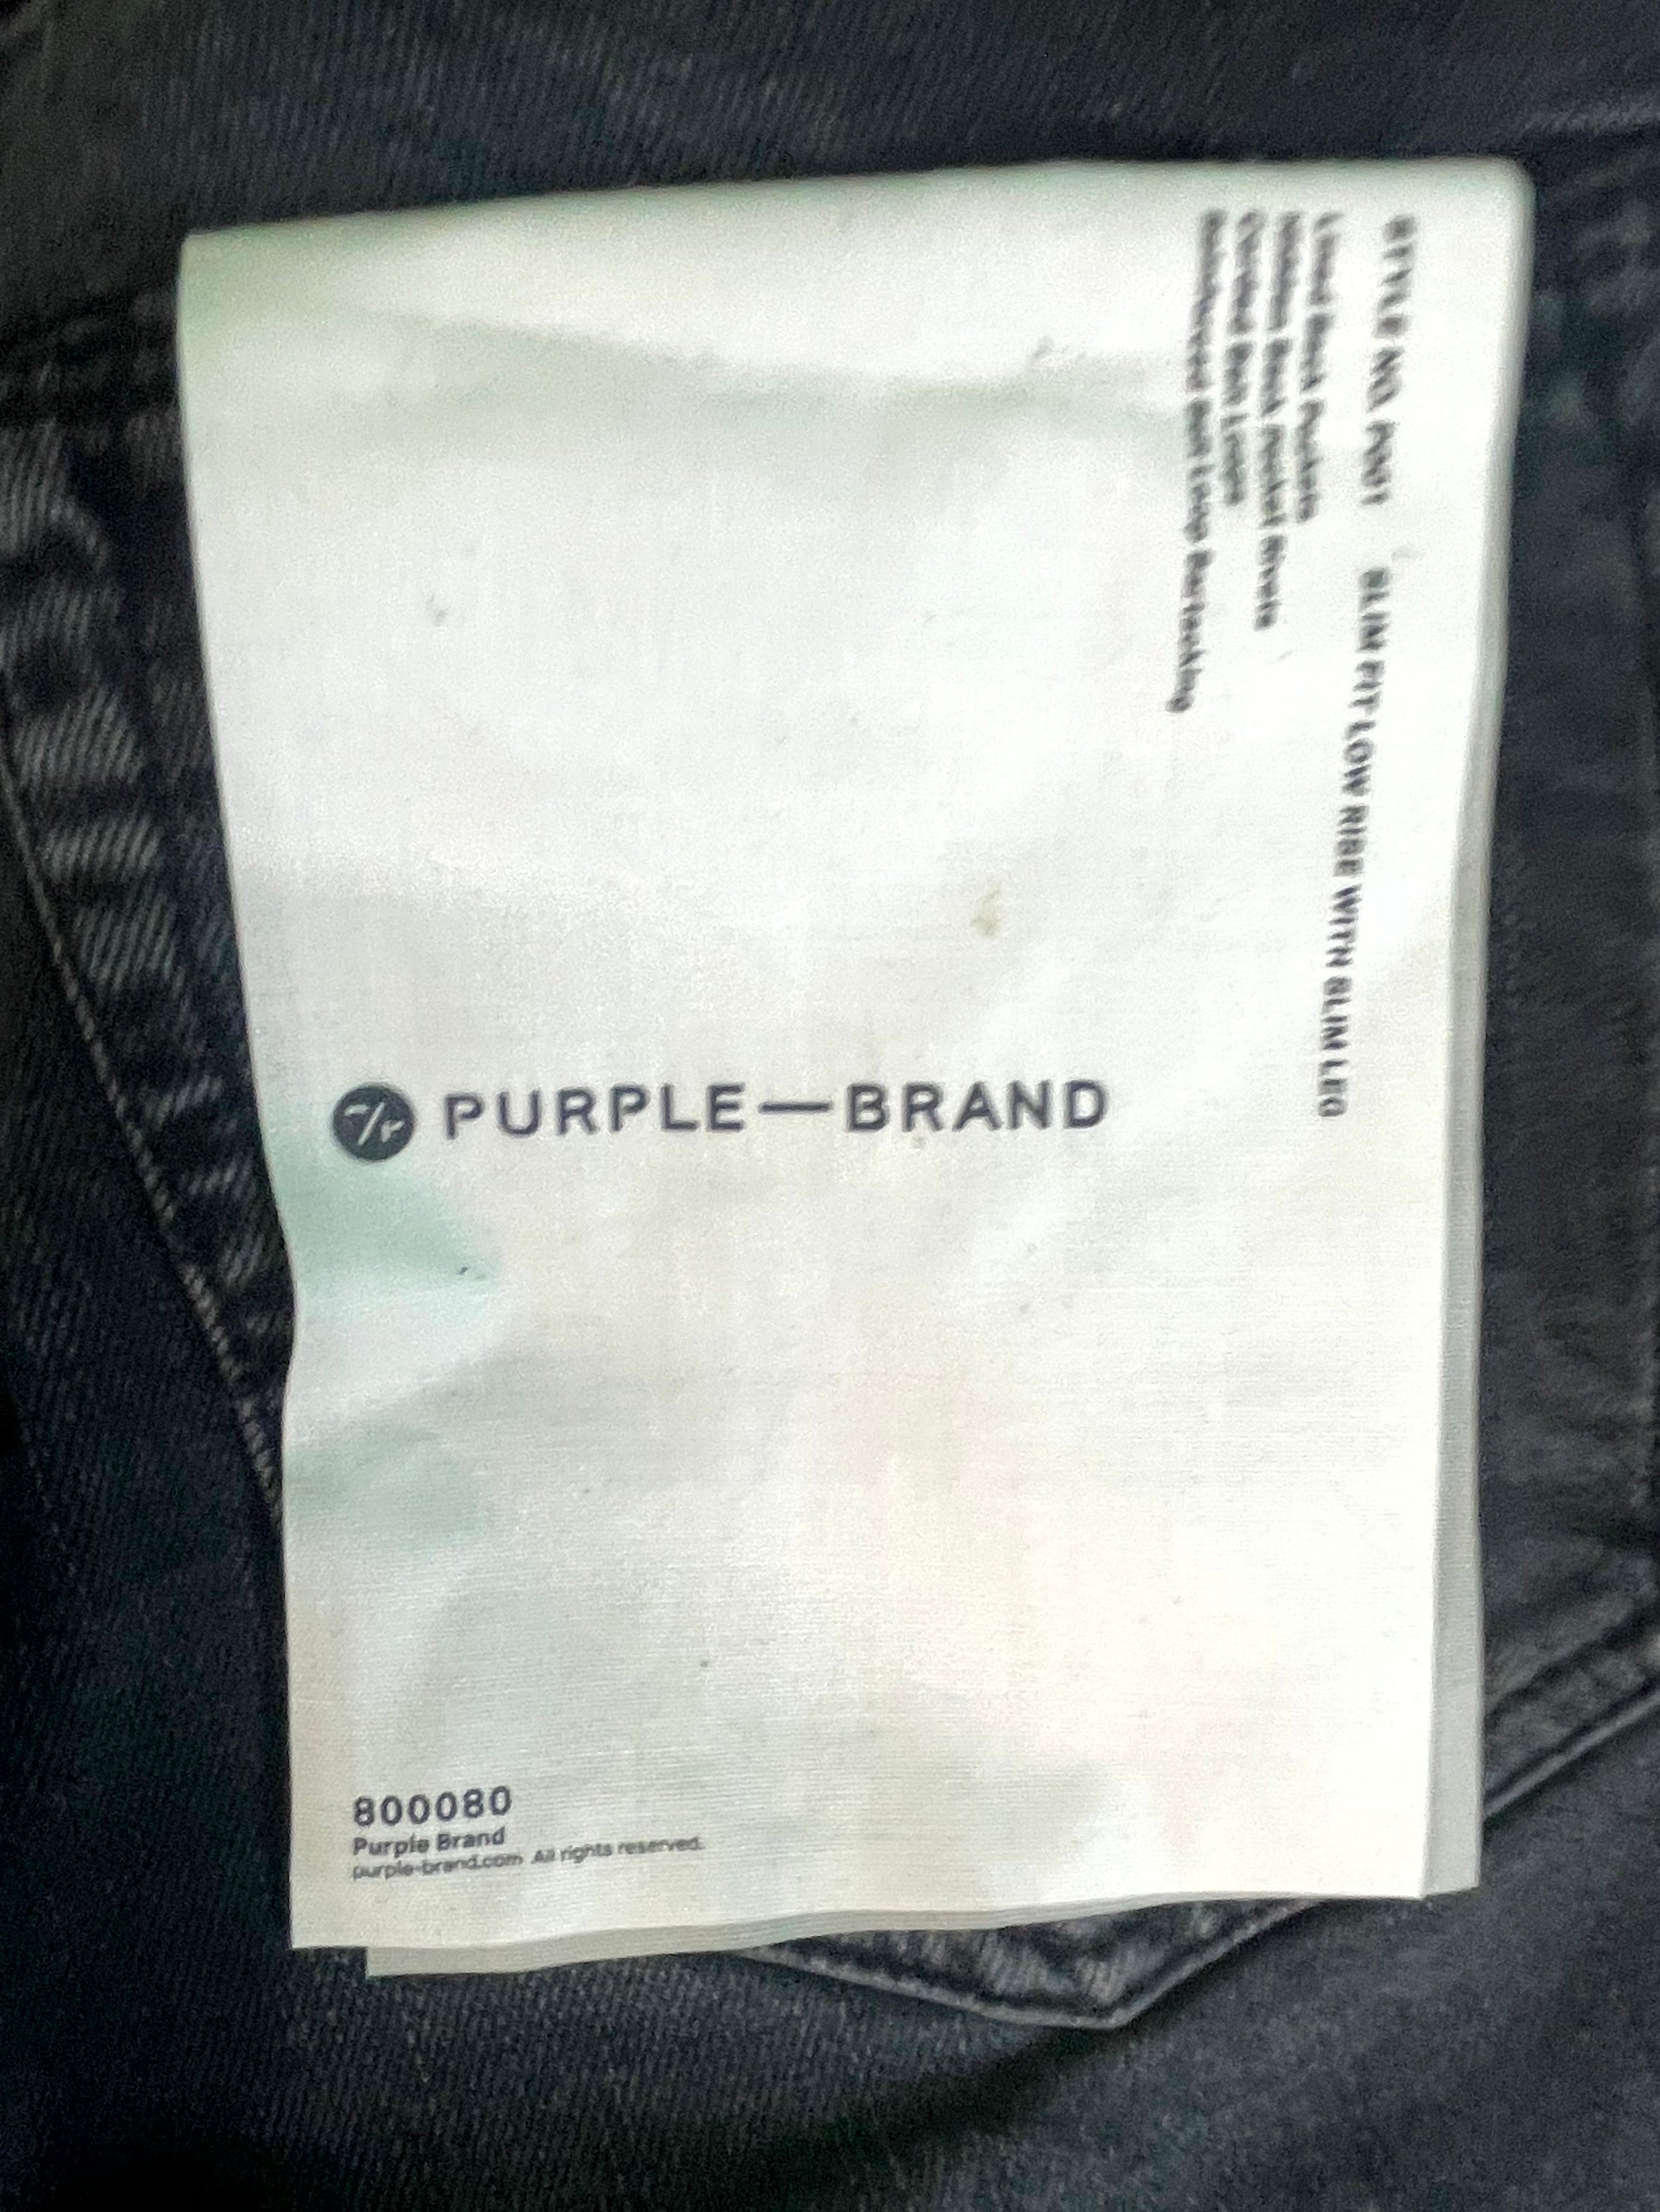 STYLE NO. P001 SLIM FIT LOW RISE WITH SLIM LEG
Lined Back Pockets
Hidden Back Pocket Rivets
Corded Belt Loops
Reinforced Belt Loop Bartacking
PURPLE—BRAND
800080
Purple Brand
purple-brand.com All rights reserved.